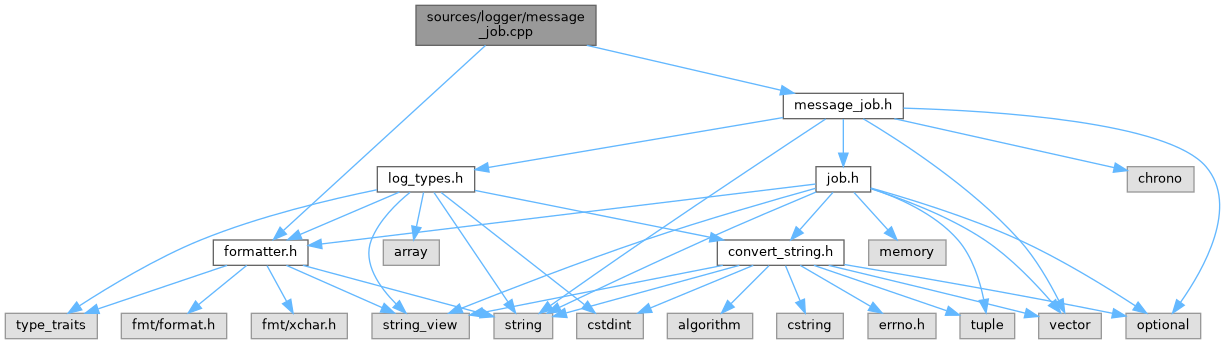 sources/logger/message
_job.cpp
message_job.h
log_types.h
job.h
chrono
formatter.h
array
convert_string.h
memory
type_traits
fmt/format.h
fmt/xchar.h
string_view
string
cstdint
algorithm
cstring
errno.h
tuple
vector
optional